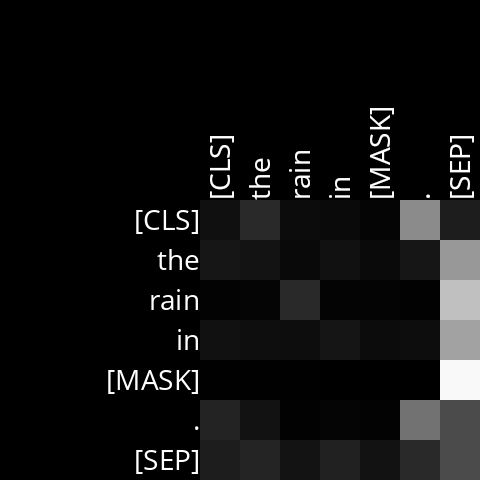 [CLS] the rain in [MASK] . [SEP]
[CLS]
the
rain
in
[MASK]
.
[SEP]